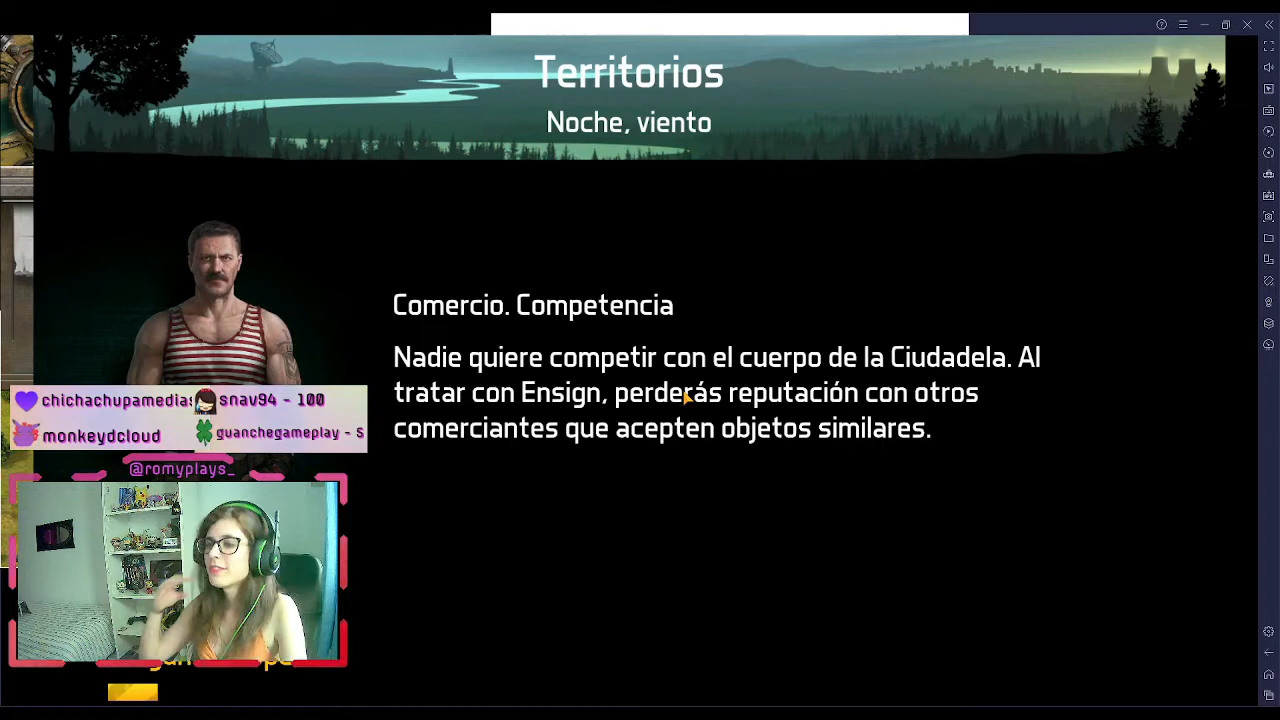 Territorios
Noche, viento
Comercio. Competencia
Nadie quiere competir con el cuerpo de la Ciudadela. Al
tratar con Ensign, perderás reputación con otros
comerciantes que acepten objetos similares.
chichachupamedias
snav94 - 100
monkeydcloud
guanchegameplay - S
@romyplays_